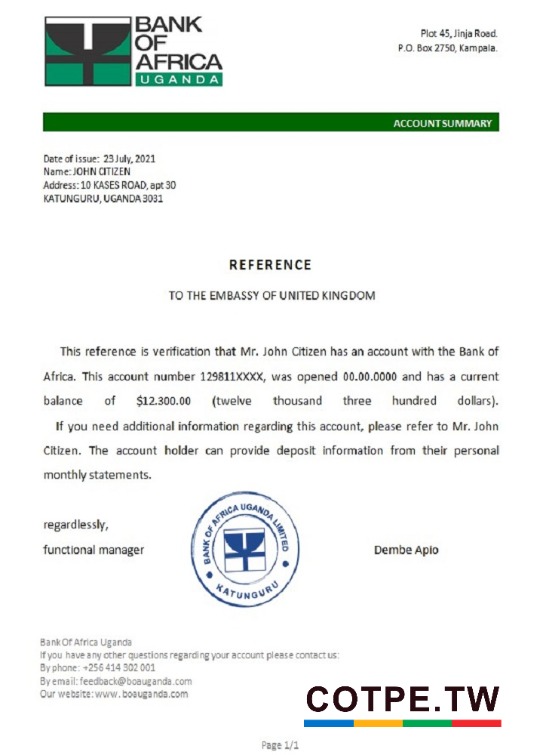 BANK
OF
AFRICA
UGANDA
Plot 45, Jinja Road.
P.O. Box 2750, Kampala.
ACCOUNT SUMMARY
Date of issue: 23 July, 2021
Name: JOHN CITIZEN
Address: 10 KASES ROAD, apt 30
KATUNGURU, UGANDA 3031
REFERENCE
TO THE EMBASSY OF UNITED KINGDOM
This reference is verification that Mr. John Citizen has an account with the Bank of
Africa. This account number 129811XXXX, was opened 00.00.0000 and has a current
balance of $12.300.00 (twelve thousand three hundred dollars).
If you need additional information regarding this account, please refer to Mr. John
Citizen. The account holder can provide deposit information from their personal
monthly statements.
regardlessly,
functional manager
BANK OF AFRICA UGANDA LIMITED
KATUNGURU
Dembe Apio
Bank Of Africa Uganda
If you have any other questions regarding your account please contact us:
By phone: +256 414 302 001
By email: feedback@boauganda.com
Our website: www. boauganda.com
COTPE.TW
Page 1/1